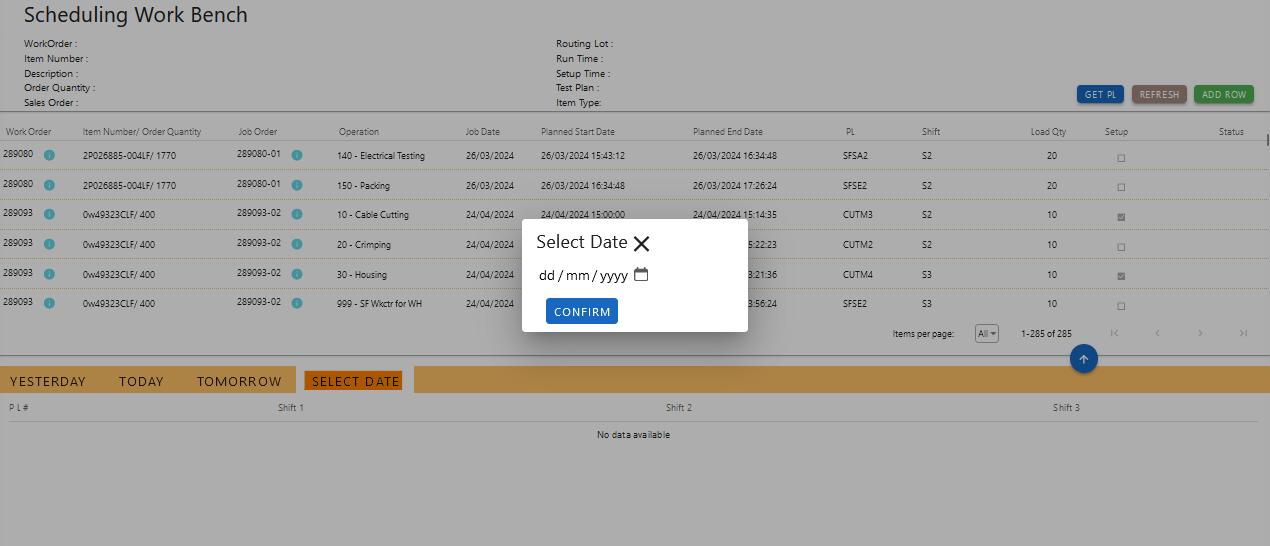 Scheduling Work Bench
WorkOrder : Routing Lot :
Item Number : Run Time :
Description : Setup Time :
Order Quantity : Test Plan :
Sales Order : Item Type:
GET PL REFRESH ADD ROW
Work Order Item Number/ Order Quantity Job Order Operation Job Date Planned Start Date Planned End Date PL Shift Load Qty Setup Status
289080 2P026885-004LF/ 1770 289080-01 140 - Electrical Testing 26/03/2024 26/03/2024 15:43:12 26/03/2024 16:34:48 SFSA2 S2 20
289080 2P026885-004LF/ 1770 289080-01 150 - Packing 26/03/2024 26/03/2024 16:34:48 26/03/2024 17:26:24 SFSE2 S2 20
289093 0w49323CLF/ 400 289093-02 10 - Cable Cutting 24/04/2024 24/04/2024 15:00:00 24/04/2024 15:14:35 CUTM3 S2 10
289093 0w49323CLF/ 400 289093-02 20 - Crimping 24/04/2024 5:22:23 CUTM2 S2 10
289093 0w49323CLF/ 400 289093-02 30 - Housing 24/04/2024 3:21:36 CUTM4 S3 10
289093 0w49323CLF/ 400 289093-02 999 - SF Wkctr for WH 24/04/2024 3:56:24 SFSE2 S3 10
Select Date
dd/mm/yyyy
CONFIRM
Items per page: All 1-285 of 285
YESTERDAY TODAY TOMORROW SELECT DATE
P L # Shift 1 Shift 2 Shift 3
No data available